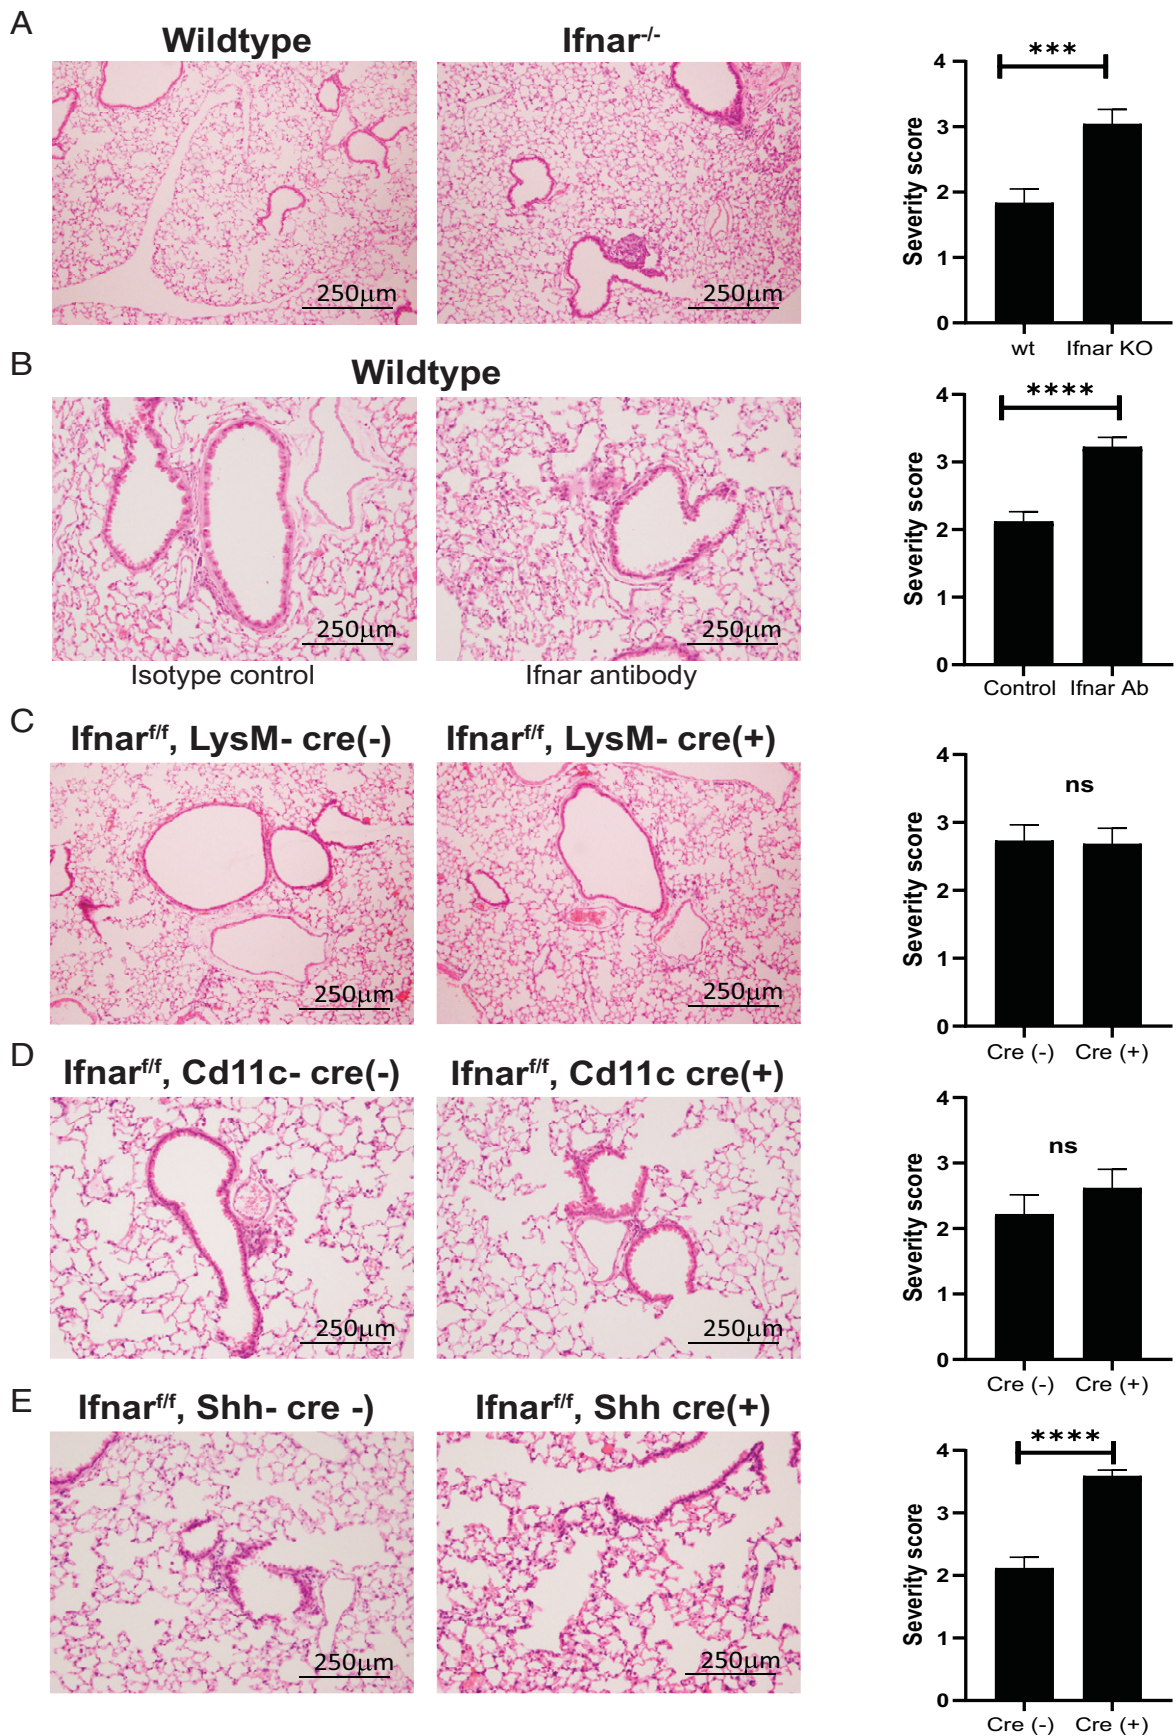 A
Wildtype
Ifnar-/-
250µm
250µm
***
4
3
2
1
0
Severity score
wt
Ifnar KO
B
Wildtype
250µm
250µm
Isotype control
Ifnar antibody
****
4
3
2
1
0
Severity score
Control
Ifnar Ab
C
Ifnarf/f, LysM- cre(-)
Ifnarf/f, LysM- cre(+)
250µm
250µm
ns
4
3
2
1
0
Severity score
Cre (-)
Cre (+)
D
Ifnarf/f, Cd11c- cre(-)
Ifnarf/f, Cd11c cre(+)
250µm
250µm
ns
4
3
2
1
0
Severity score
Cre (-)
Cre (+)
E
Ifnarf/f, Shh- cre -)
Ifnarf/f, Shh cre(+)
250µm
250µm
****
4
3
2
1
0
Severity score
Cre (-)
Cre (+)